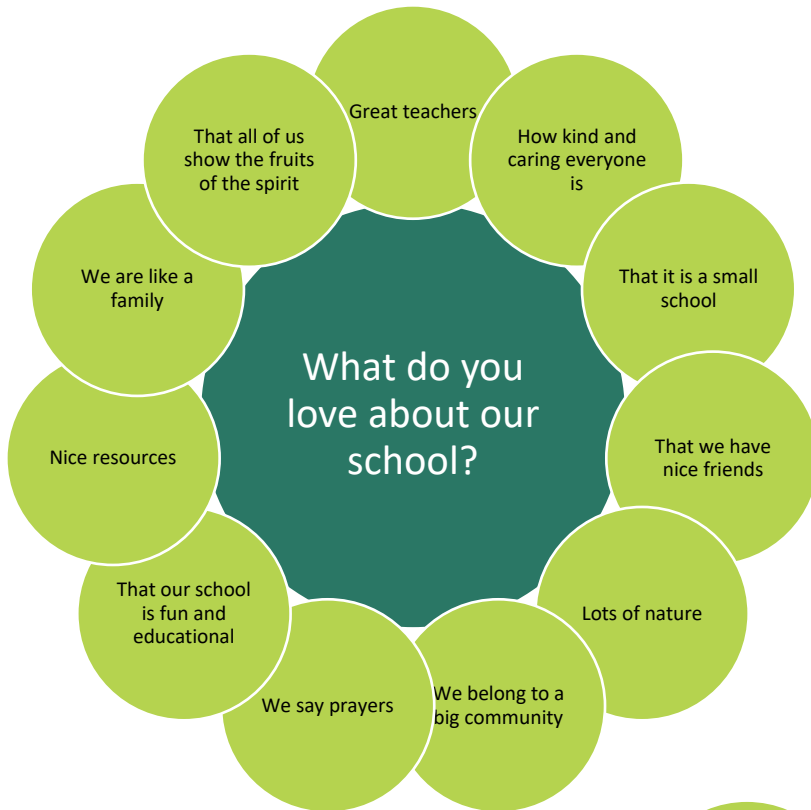 What do you
love about our
school?
Great teachers
How kind and
caring everyone
is
That it is a small
school
That we have
nice friends
Lots of nature
We belong to a
big community
We say prayers
That our school
is fun and
educational
Nice resources
We are like a
family
That all of us
show the fruits
of the spirit